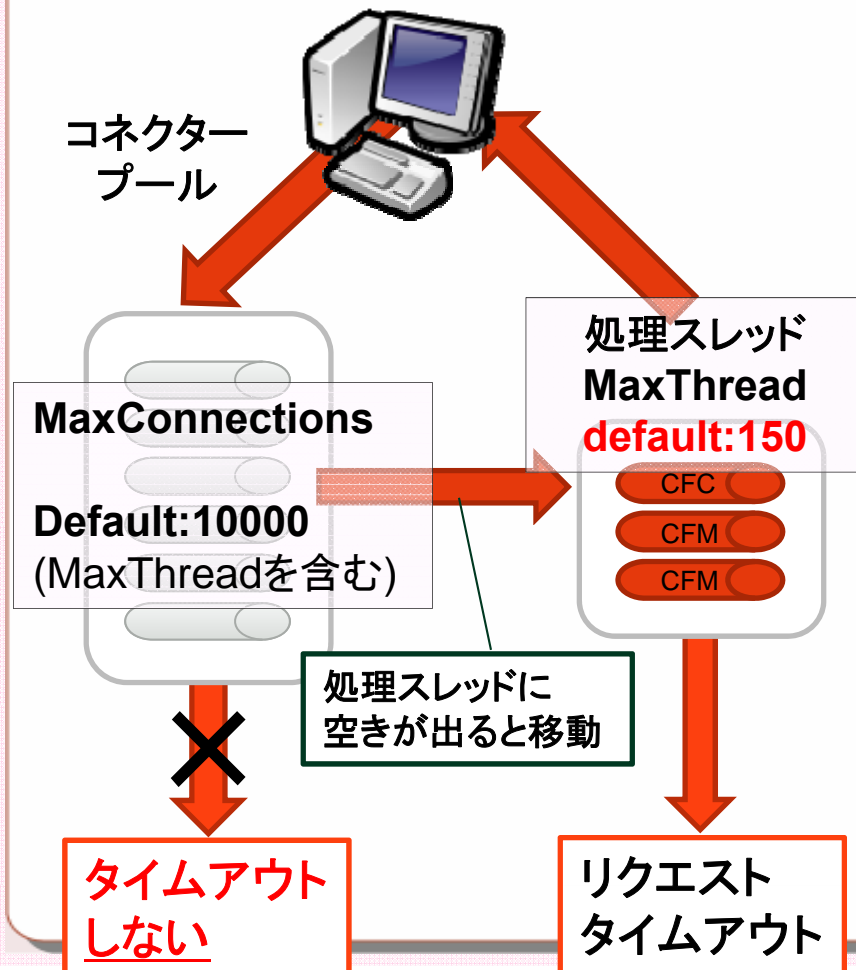 コネクター
プール
処理スレッド
MaxThread
default:150
MaxConnections
Default:10000
(MaxThreadを含む)
CFC
CFM
CFM
処理スレッドに
空きが出ると移動
タイムアウト
しない
リクエスト
タイムアウト